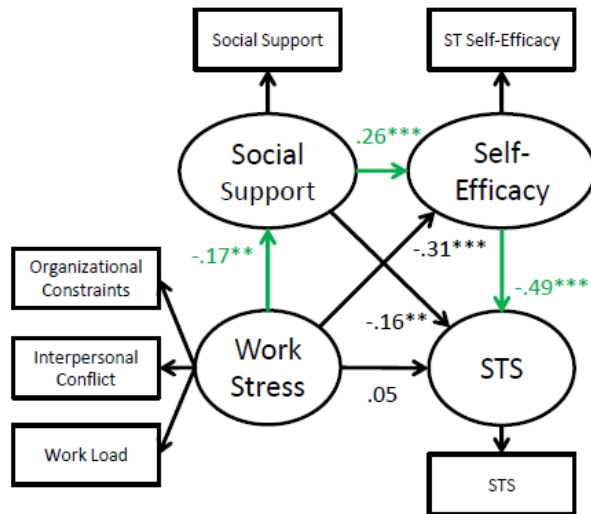 Social Support
ST Self-Efficacy
.26***
Social
Support
Self-
Efficacy
-.17**
-.31***
Organizational
Constraints
-.49***
-.16**
Interpersonal
Conflict
Work
Stress
STS
.05
Work Load
STS